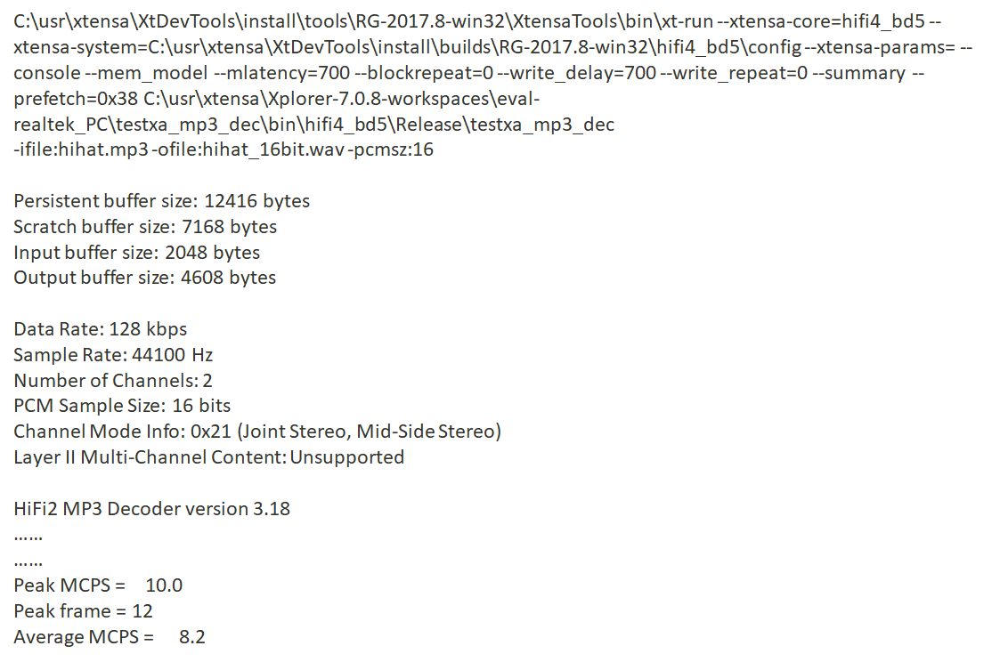 C:\usr\xtensa\XtDevTools\install\tools\RG-2017.8-win32\XtensaTools\bin\xt-run --xtensa-core=hifi4_bd5 --
xtensa-system=C:\usr\xtensa\XtDevTools\install\builds\RG-2017.8-win32\hifi4_bd5\config --xtensa-params= --
console --mem_model --mlatency=700 --blockrepeat=0 --write_delay=700 --write_repeat=0 --summary --
prefetch=0x38 C:\usr\xtensa\Xplorer-7.0.8-workspaces\eval-
realtek_PC\testxa_mp3_dec\bin\hifi4_bd5\Release\testxa_mp3_dec
-ifile:hihat.mp3 -ofile:hihat_16bit.wav -pcmsz:16
Persistent buffer size: 12416 bytes
Scratch buffer size: 7168 bytes
Input buffer size: 2048 bytes
Output buffer size: 4608 bytes
Data Rate: 128 kbps
Sample Rate: 44100 Hz
Number of Channels: 2
PCM Sample Size: 16 bits
Channel Mode Info: 0x21 (Joint Stereo, Mid-Side Stereo)
Layer II Multi-Channel Content: Unsupported
HiFi2 MP3 Decoder version 3.18
......
......
Peak MCPS = 10.0
Peak frame = 12
Average MCPS = 8.2